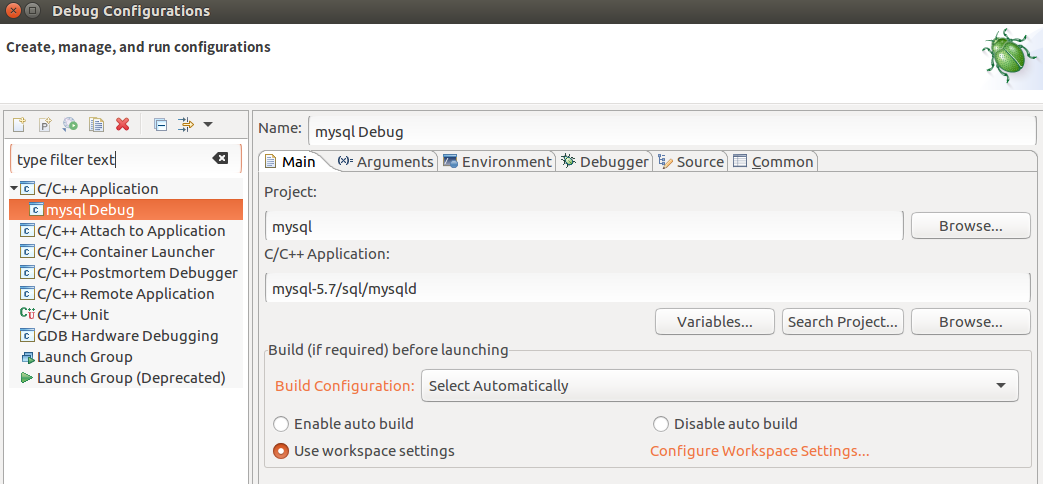 Debug Configurations
Create, manage, and run configurations
type filter text
C/C++ Application
mysql Debug
C/C++ Attach to Application
C/C++ Container Launcher
C/C++ Postmortem Debugger
C/C++ Remote Application
C/C++ Unit
GDB Hardware Debugging
Launch Group
Launch Group (Deprecated)
Name: mysql Debug
Main (x)= Arguments Environment Debugger Source Common
Project:
mysql Browse...
C/C++ Application:
mysql-5.7/sql/mysqld
Variables... Search Project... Browse...
Build (if required) before launching
Build Configuration: Select Automatically
Enable auto build Disable auto build
Use workspace settings Configure Workspace Settings...